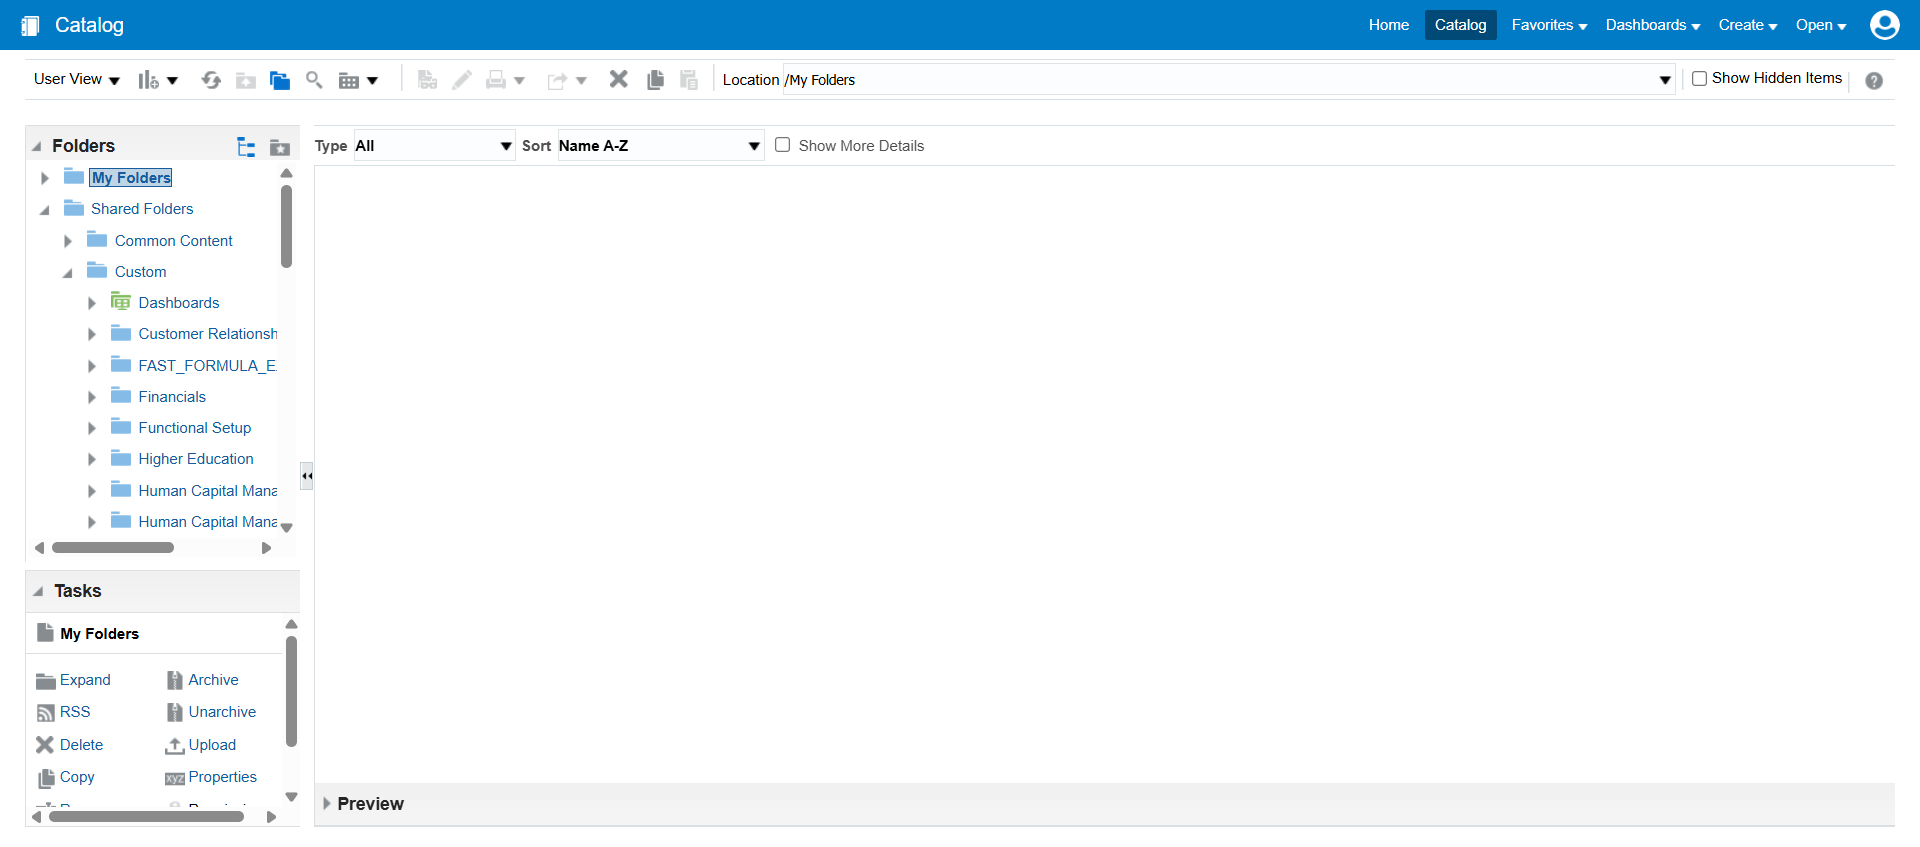 Catalog
Home Catalog Favorites Dashboards Create Open
User View
Location /My Folders
Show Hidden Items
Folders
Type All Sort Name A-Z Show More Details
My Folders
Shared Folders
Common Content
Custom
Dashboards
Customer Relationsh
FAST_FORMULA_E
Financials
Functional Setup
Higher Education
Human Capital Mana
Human Capital Mana
Tasks
My Folders
Expand Archive
RSS Unarchive
Delete Upload
Copy xyz Properties
Preview